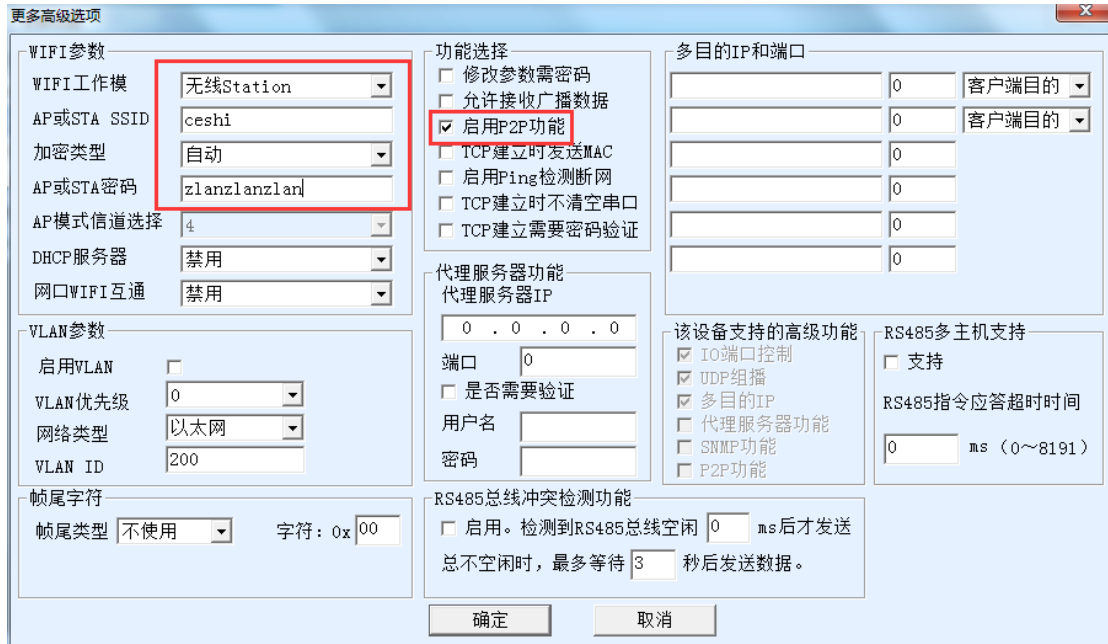 更多高级选项
x
WIFI参数
WIFI工作模 无线Station
AP或STA SSID ceshi
加密类型 自动
AP或STA密码 zlanzlanzlan
AP模式信道选择 4
DHCP服务器 禁用
网口WIFI互通 禁用
VLAN参数
启用VLAN
VLAN优先级 0
网络类型 以太网
VLAN ID 200
帧尾字符
帧尾类型 不使用 字符: 0x 00
功能选择
修改参数需密码
允许接收广播数据
启用P2P功能
TCP建立时发送MAC
启用Ping检测断网
TCP建立时不清空串口
TCP建立需要密码验证
代理服务器功能
代理服务器IP
0 . 0 . 0 . 0
端口 0
是否需要验证
用户名
密码
多目的IP和端口
0 客户端目的
0 客户端目的
0
0
0
0
该设备支持的高级功能
IO端口控制
UDP组播
多目的IP
代理服务器功能
SNMP功能
P2P功能
RS485多主机支持
支持
RS485指令应答超时时间
0 ms (0~8191)
RS485总线冲突检测功能
启用。检测到RS485总线空闲 0 ms后才发送
总不空闲时，最多等待 3 秒后发送数据。
确定 取消